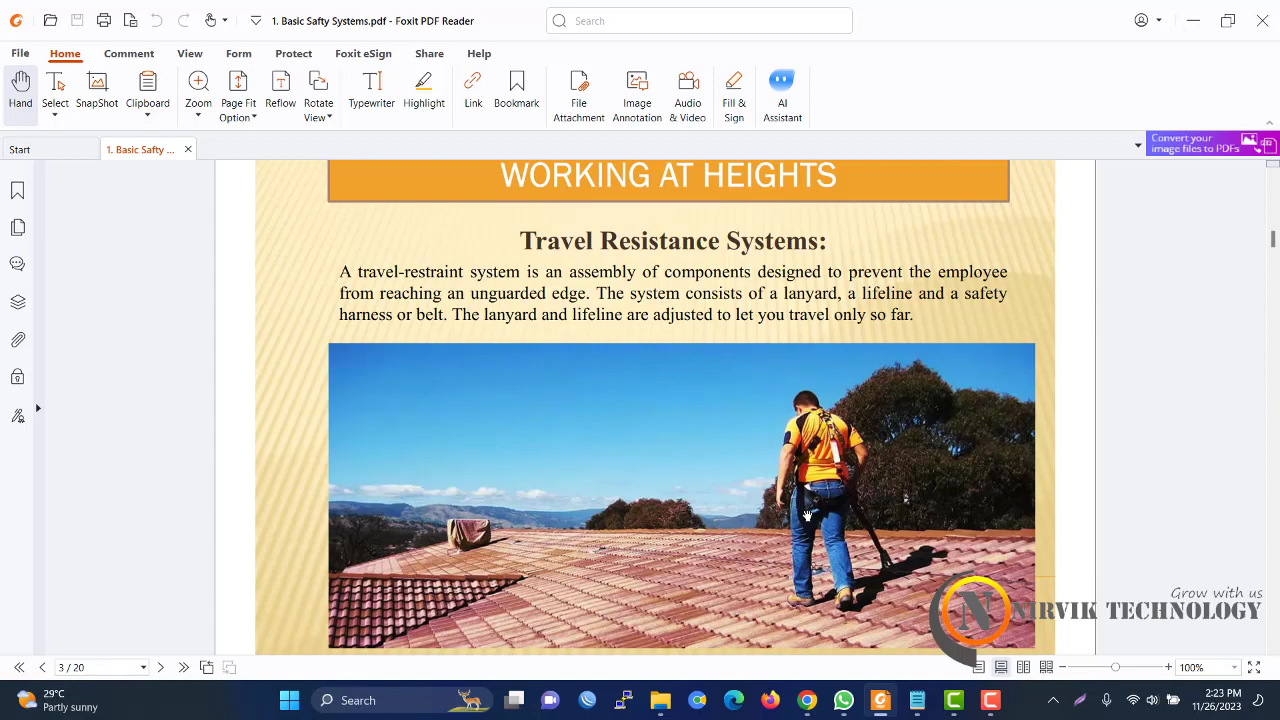 1. Basic Safty Systems.pdf - Foxit PDF Reader
Search
File Home Comment View Form Protect Foxit eSign Share Help
Hand Select SnapShot Clipboard Zoom Page Fit Option Reflow Rotate View Typewriter Highlight Link Bookmark File Attachment Image Annotation Audio & Video Fill & Sign AI Assistant
Start
1. Basic Safty ...
Convert your
image files to PDFs
WORKING AT HEIGHTS
Travel Resistance Systems:
A travel-restraint system is an assembly of components designed to prevent the employee
from reaching an unguarded edge. The system consists of a lanyard, a lifeline and a safety
harness or belt. The lanyard and lifeline are adjusted to let you travel only so far.
Grow with us
N NIRVIK TECHNOLOGY
3 / 20
100%
29°C
Partly sunny
Search
2:23 PM
11/26/2023